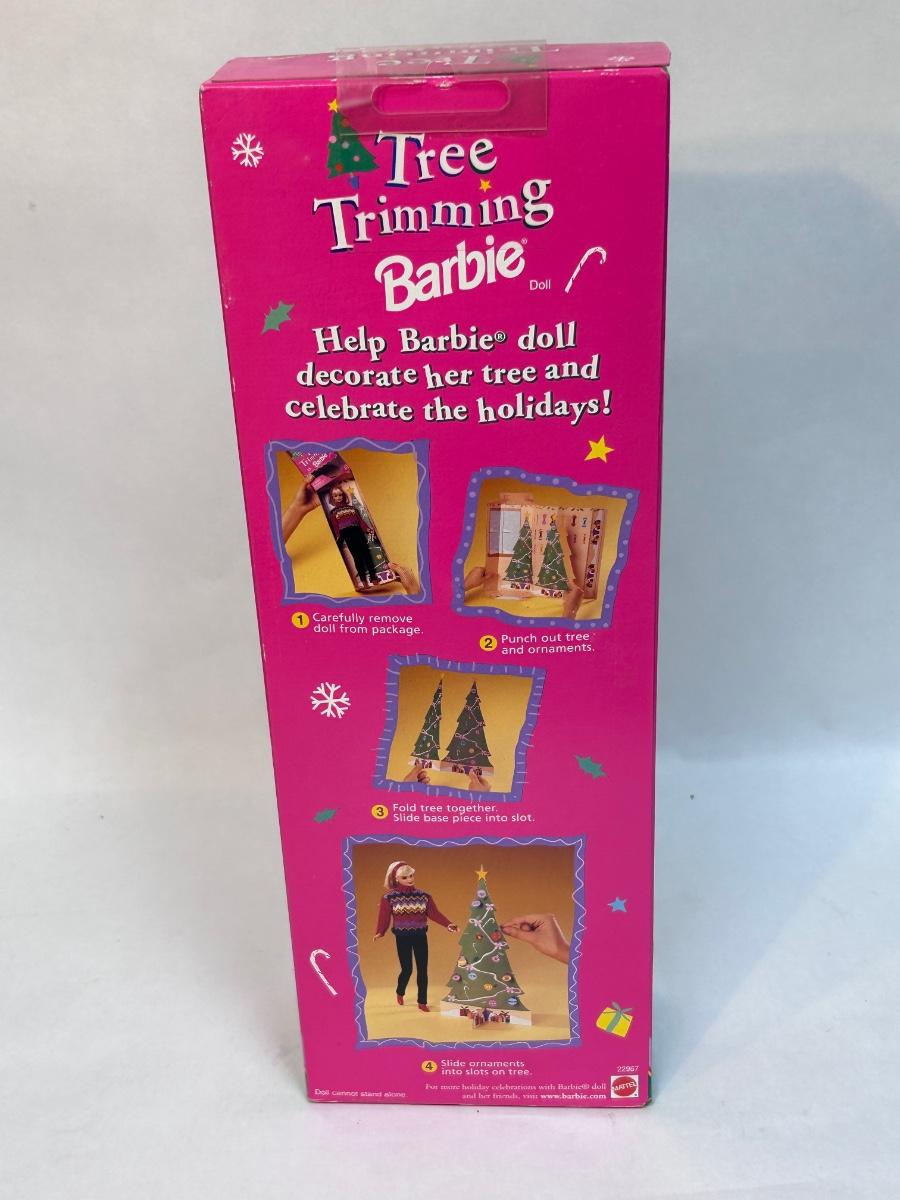 Tree
Trimming
Barbie®
Doll
Help Barbie® doll
decorate her tree and
celebrate the holidays!
1 Carefully remove
doll from package.
2 Punch out tree
and ornaments.
3 Fold tree together.
Slide base piece into slot.
4 Slide ornaments
into slots on tree.
22967
Doll cannot stand alone.
For more holiday celebrations with Barbie® doll
and her friends, visit www.barbie.com
MATTEL